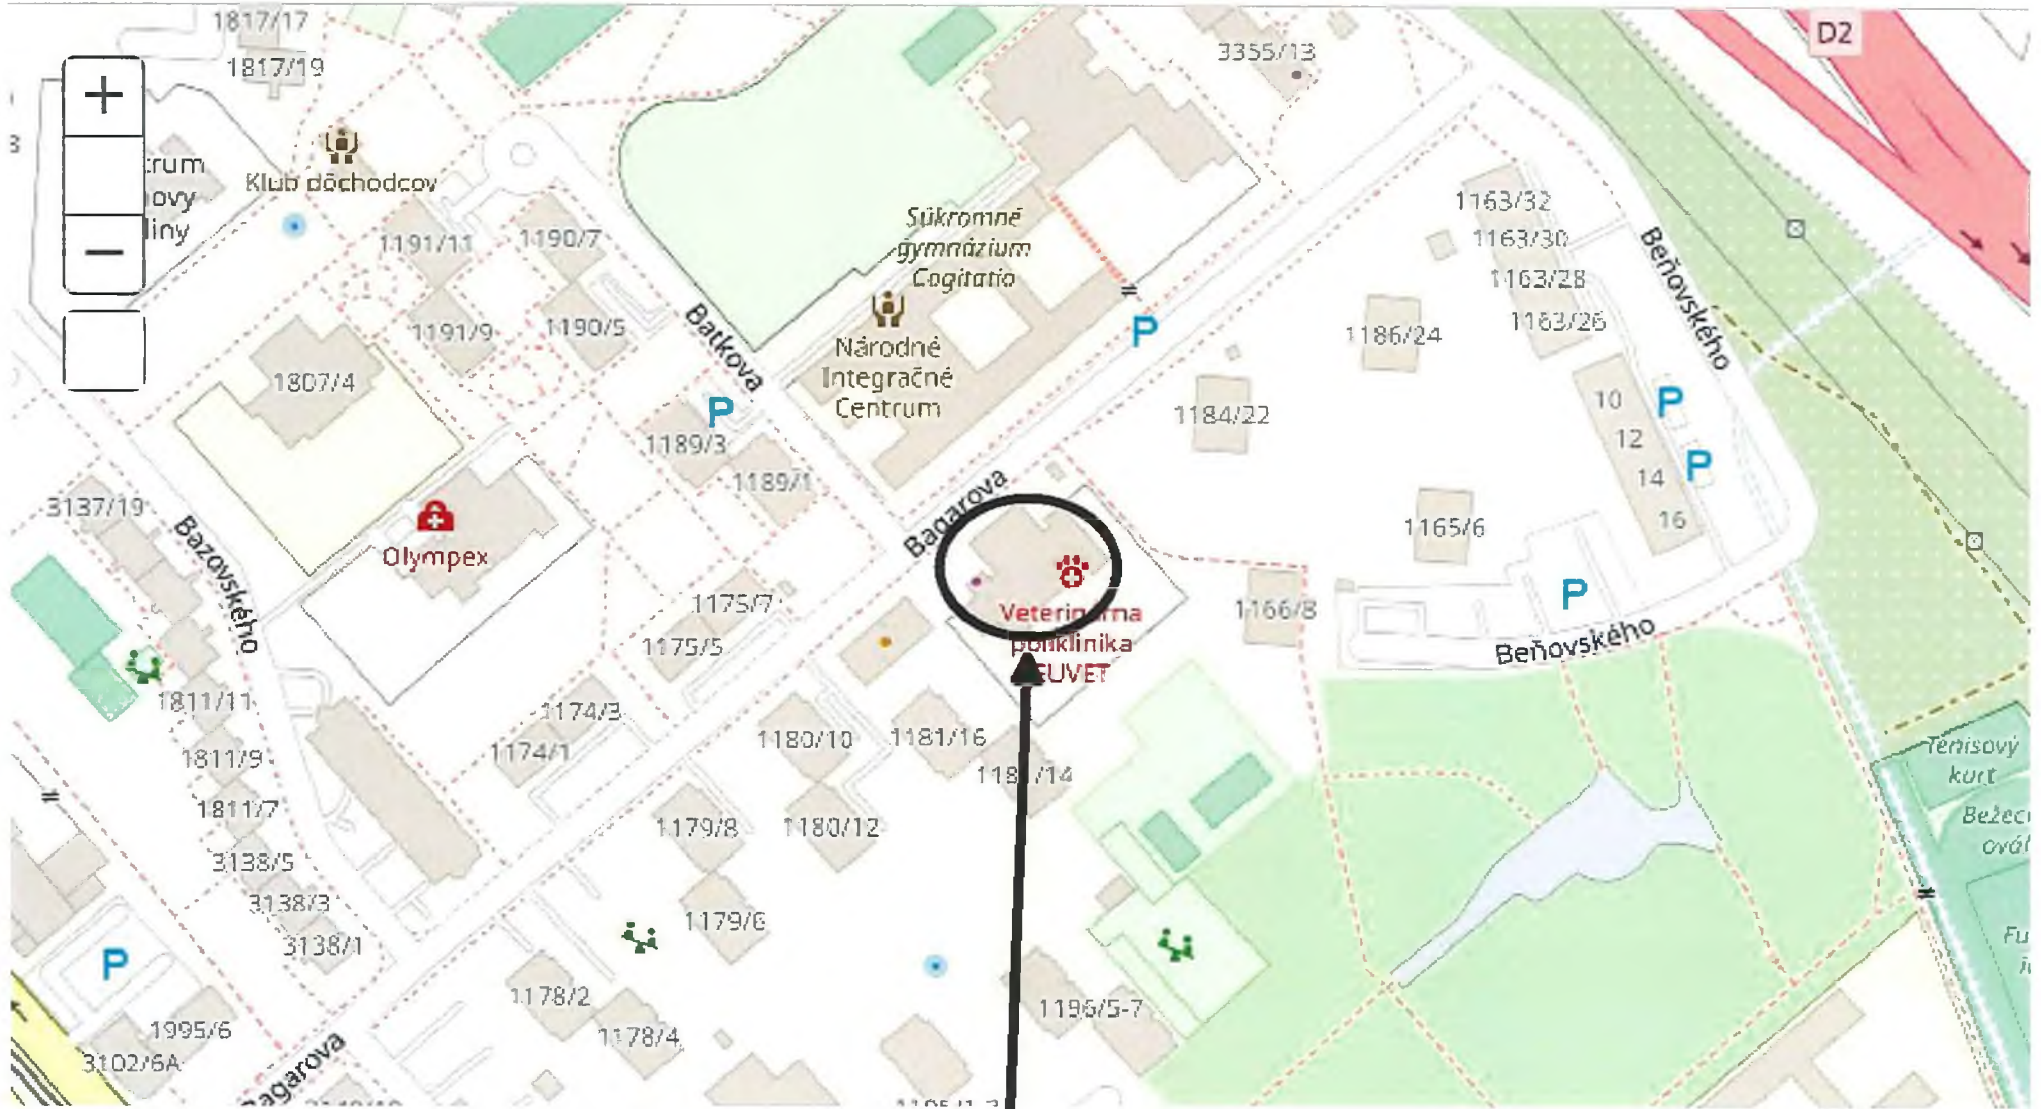 1817/17
1817/19
3355/13
D2
+
−
trum
Klub dôchodcov
1191/11
1190/7
1191/9
1190/5
1807/4
Batkova
Súkromné
gymnázium
Cogitatio
Národné
Integračné
Centrum
P
P
1163/32
1163/30
1163/28
1163/26
1186/24
1184/22
Beňovského
10
12
14
16
P
P
1189/3
1189/1
Bagarova
3137/19
Bazovského
Olympex
1165/6
P
1166/8
Beňovského
Veterinárna
poliklinika
EUVET
1175/7
1175/5
1174/3
1174/1
1811/11
1811/9
1811/7
3138/5
3138/3
3138/1
1180/10
1181/16
1181/14
1179/8
1180/12
1179/6
Tenisový
kurt
P
1178/2
1178/4
1196/5-7
1995/6
3102/6A
Bagarova